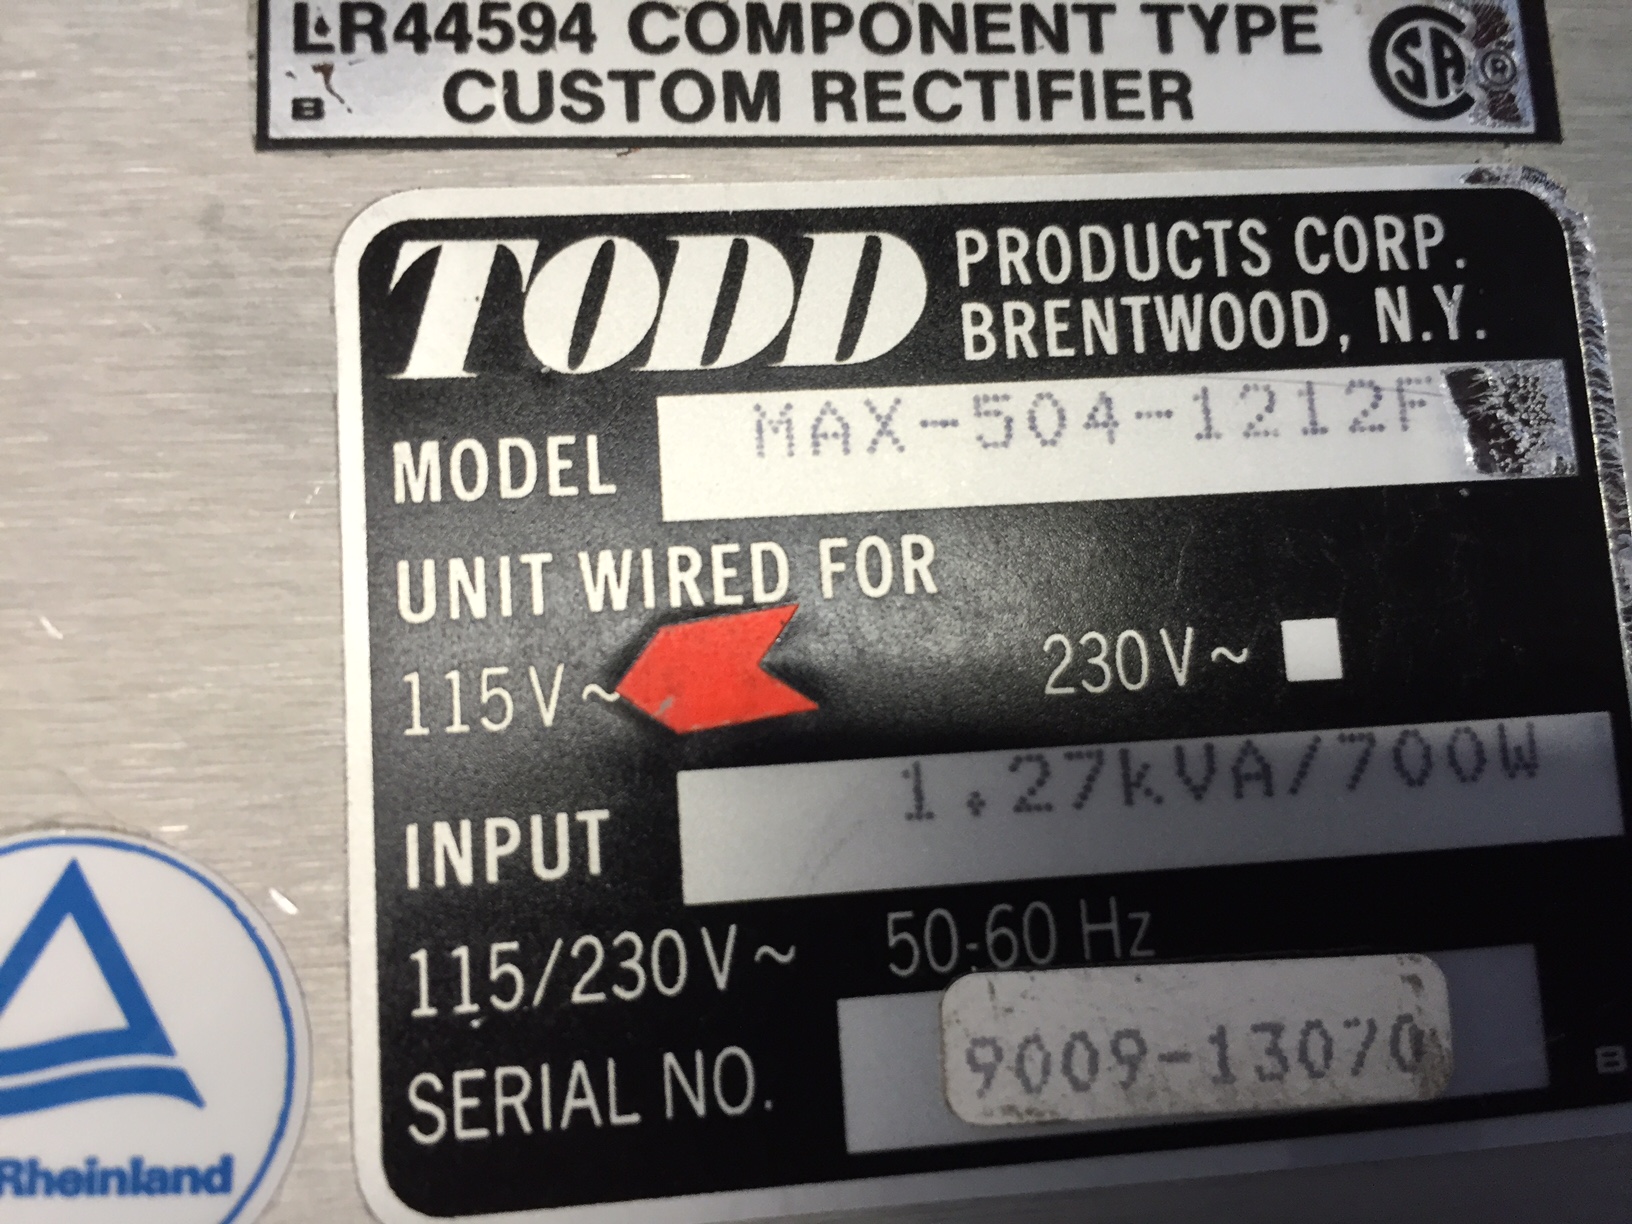 LR44594 COMPONENT TYPE
CUSTOM RECTIFIER
B
SA ®
TODD PRODUCTS CORP.
BRENTWOOD, N.Y.
MODEL MAX-504-1212F
UNIT WIRED FOR
115V~ 230V~
INPUT 1.27kVA/700W
115/230V~ 50-60 Hz
SERIAL NO. 9009-13070
B
Rheinland